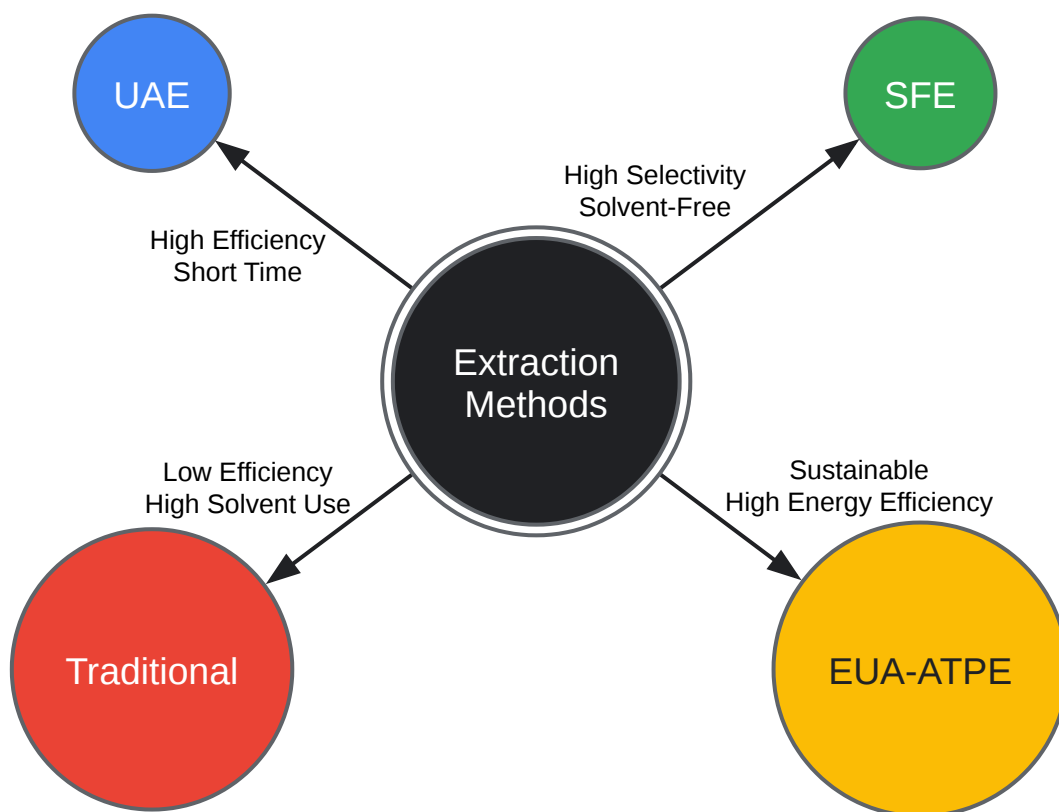 UAE
SFE
High Selectivity
Solvent-Free
High Efficiency
Short Time
Extraction
Methods
Low Efficiency
High Solvent Use
Sustainable
High Energy Efficiency
Traditional
EUA-ATPE